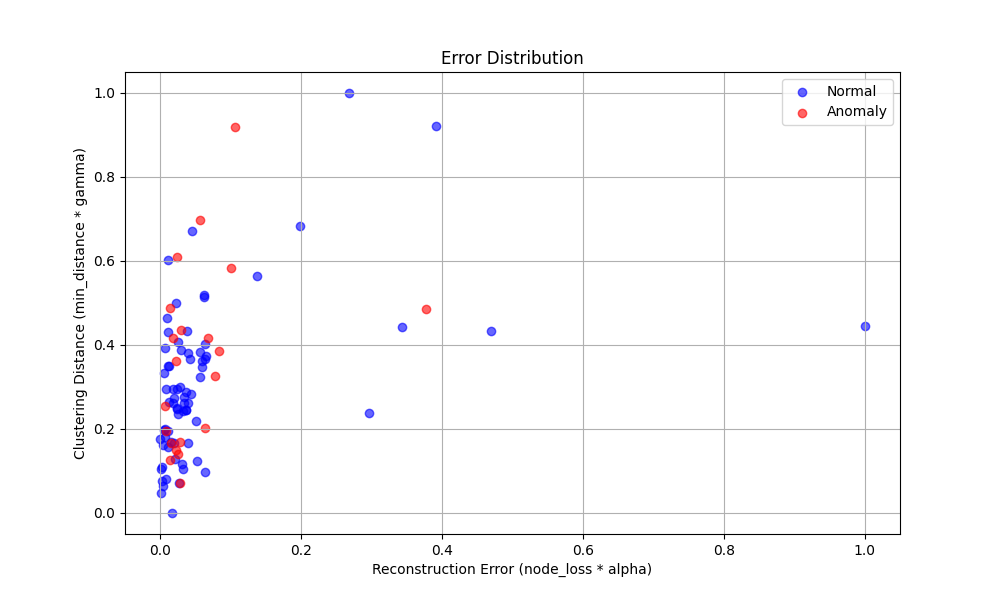 Error Distribution
Normal
Anomaly
Clustering Distance (min_distance * gamma)
1.0
0.8
0.6
0.4
0.2
0.0
0.0 0.2 0.4 0.6 0.8 1.0
Reconstruction Error (node_loss * alpha)